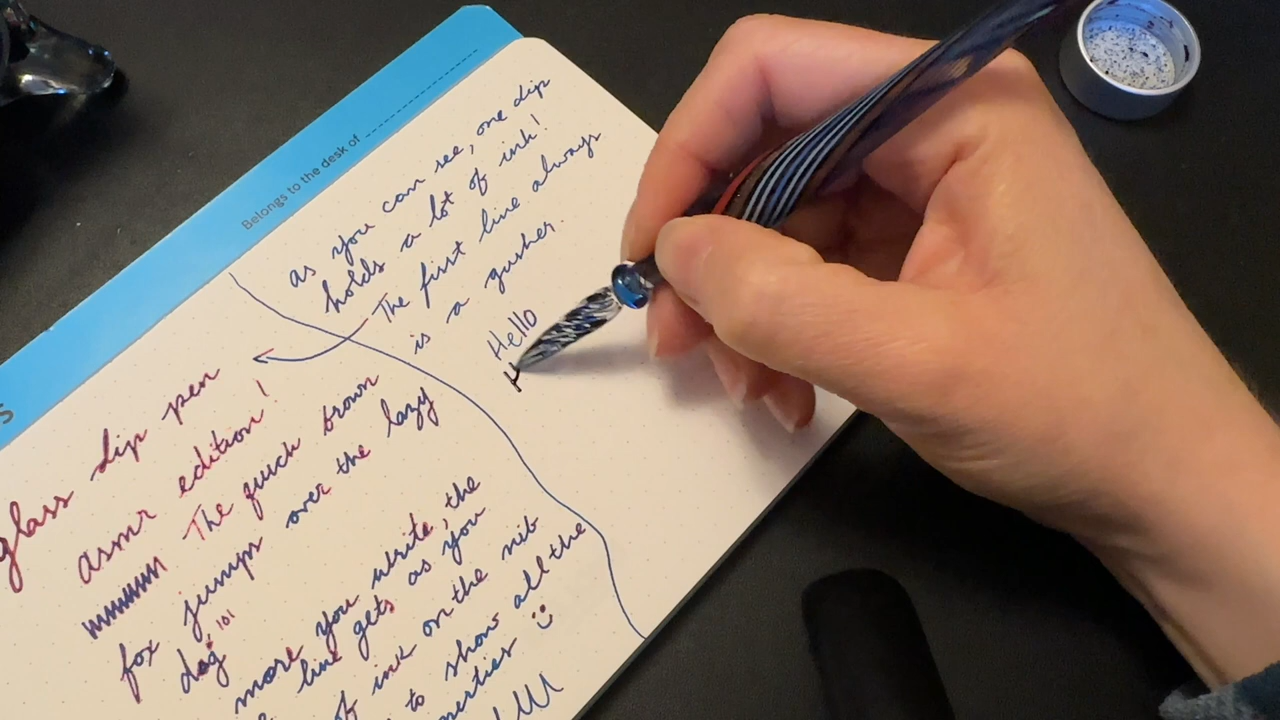 Belongs to the desk of
s
as you can see, one dip
holds a lot of ink!
The first line always
is a gusher.
Hello
H
glass dip pen
asmr edition!
The quick brown
fox jumps over the lazy
dog
more you write, the
line gets as you
of ink on the nib
to show all the